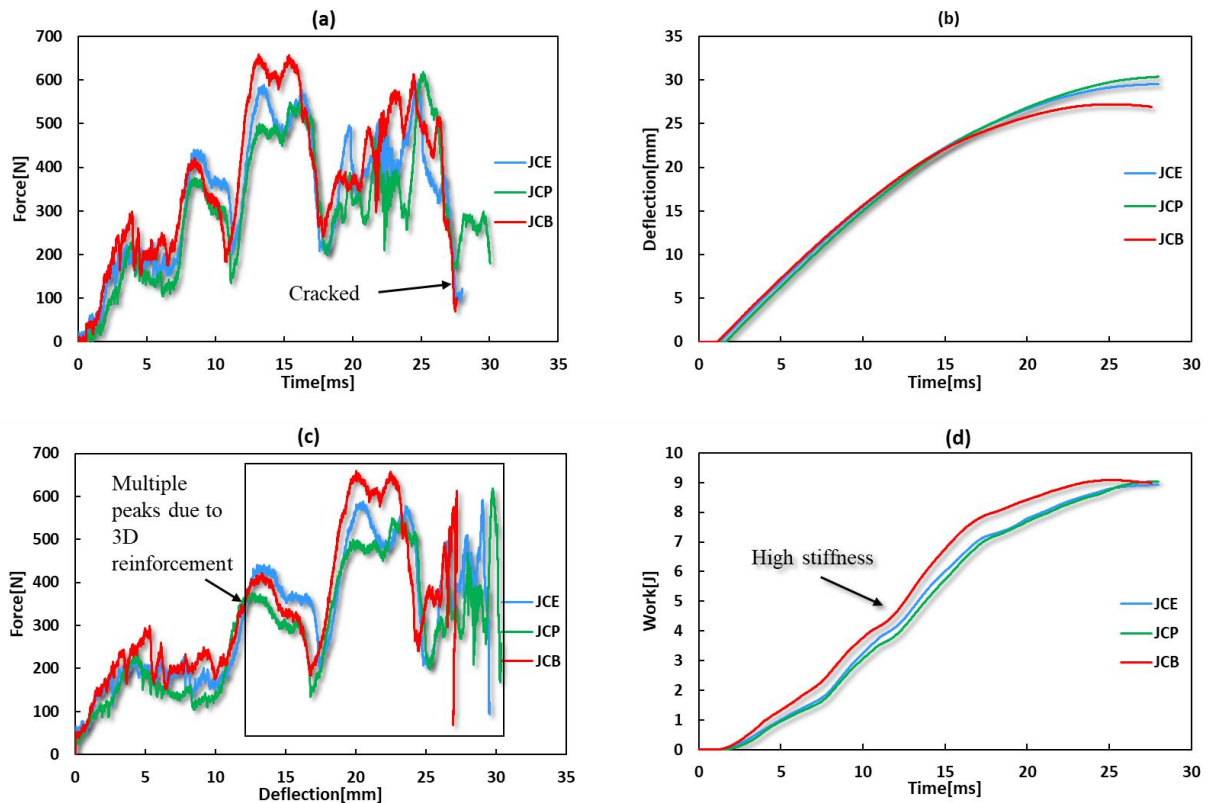 (a)
Force[N]
700
600
500
400
300
200
100
0
0 5 10 15 20 25 30 35
Time[ms]
JCE
JCP
JCB
Cracked
(b)
Deflection[mm]
35
30
25
20
15
10
5
0
0 5 10 15 20 25 30
Time[ms]
JCE
JCP
JCB
(c)
Force[N]
700
600
500
400
300
200
100
0
0 5 10 15 20 25 30 35
Deflection[mm]
Multiple
peaks due to
3D
reinforcement
JCE
JCP
JCB
(d)
Work[J]
10
9
8
7
6
5
4
3
2
1
0
0 5 10 15 20 25 30
Time[ms]
High stiffness
JCE
JCP
JCB